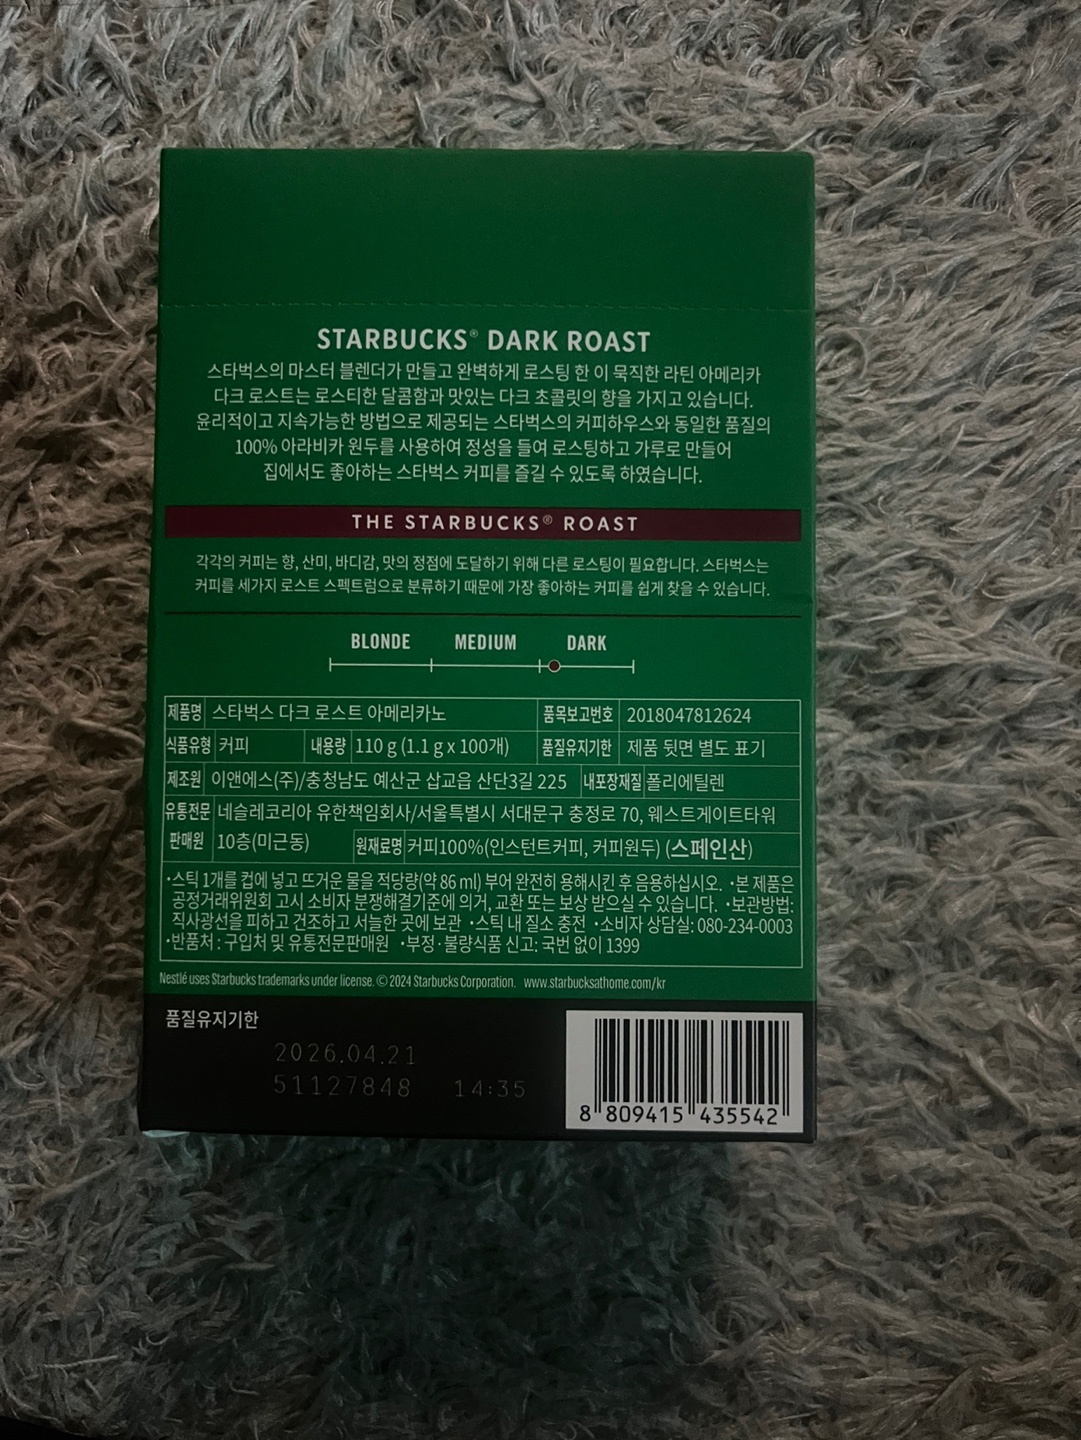 STARBUCKS® DARK ROAST
스타벅스의 마스터 블렌더가 만들고 완벽하게 로스팅 한 이 묵직한 라틴 아메리카
다크 로스트는 로스티한 달콤함과 맛있는 다크 초콜릿의 향을 가지고 있습니다.
윤리적이고 지속가능한 방법으로 제공되는 스타벅스의 커피하우스와 동일한 품질의
100% 아라비카 원두를 사용하여 정성을 들여 로스팅하고 가루로 만들어
집에서도 좋아하는 스타벅스 커피를 즐길 수 있도록 하였습니다.
THE STARBUCKS® ROAST
각각의 커피는 향, 산미, 바디감, 맛의 정점에 도달하기 위해 다른 로스팅이 필요합니다. 스타벅스는
커피를 세가지 로스트 스펙트럼으로 분류하기 때문에 가장 좋아하는 커피를 쉽게 찾을 수 있습니다.
BLONDE MEDIUM DARK
제품명 스타벅스 다크 로스트 아메리카노 품목보고번호 2018047812624
식품유형 커피 내용량 110 g (1.1 g x 100개) 품질유지기한 제품 뒷면 별도 표기
제조원 이앤에스(주)/충청남도 예산군 삽교읍 산단3길 225 내포장재질 폴리에틸렌
유통전문 네슬레코리아 유한책임회사/서울특별시 서대문구 충정로 70, 웨스트게이트타워
판매원 10층(미근동) 원재료명 커피100%(인스턴트커피, 커피원두) (스페인산)
•스틱 1개를 컵에 넣고 뜨거운 물을 적당량(약 86 ml) 부어 완전히 용해시킨 후 음용하십시오. •본 제품은
공정거래위원회 고시 소비자 분쟁해결기준에 의거, 교환 또는 보상 받으실 수 있습니다. •보관방법:
직사광선을 피하고 건조하고 서늘한 곳에 보관 •스틱 내 질소 충전 •소비자 상담실: 080-234-0003
•반품처 : 구입처 및 유통전문판매원 •부정·불량식품 신고: 국번 없이 1399
Nestlé uses Starbucks trademarks under license. © 2024 Starbucks Corporation. www.starbucksathome.com/kr
품질유지기한
2026.04.21
51127848 14:35
8 809415 435542